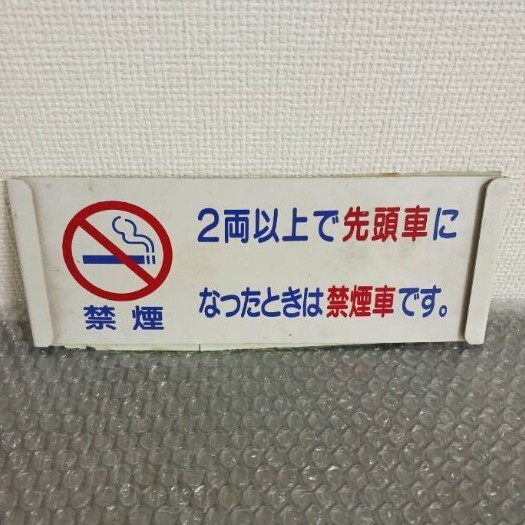 2両以上で先頭車に
なったときは禁煙車です。
禁煙